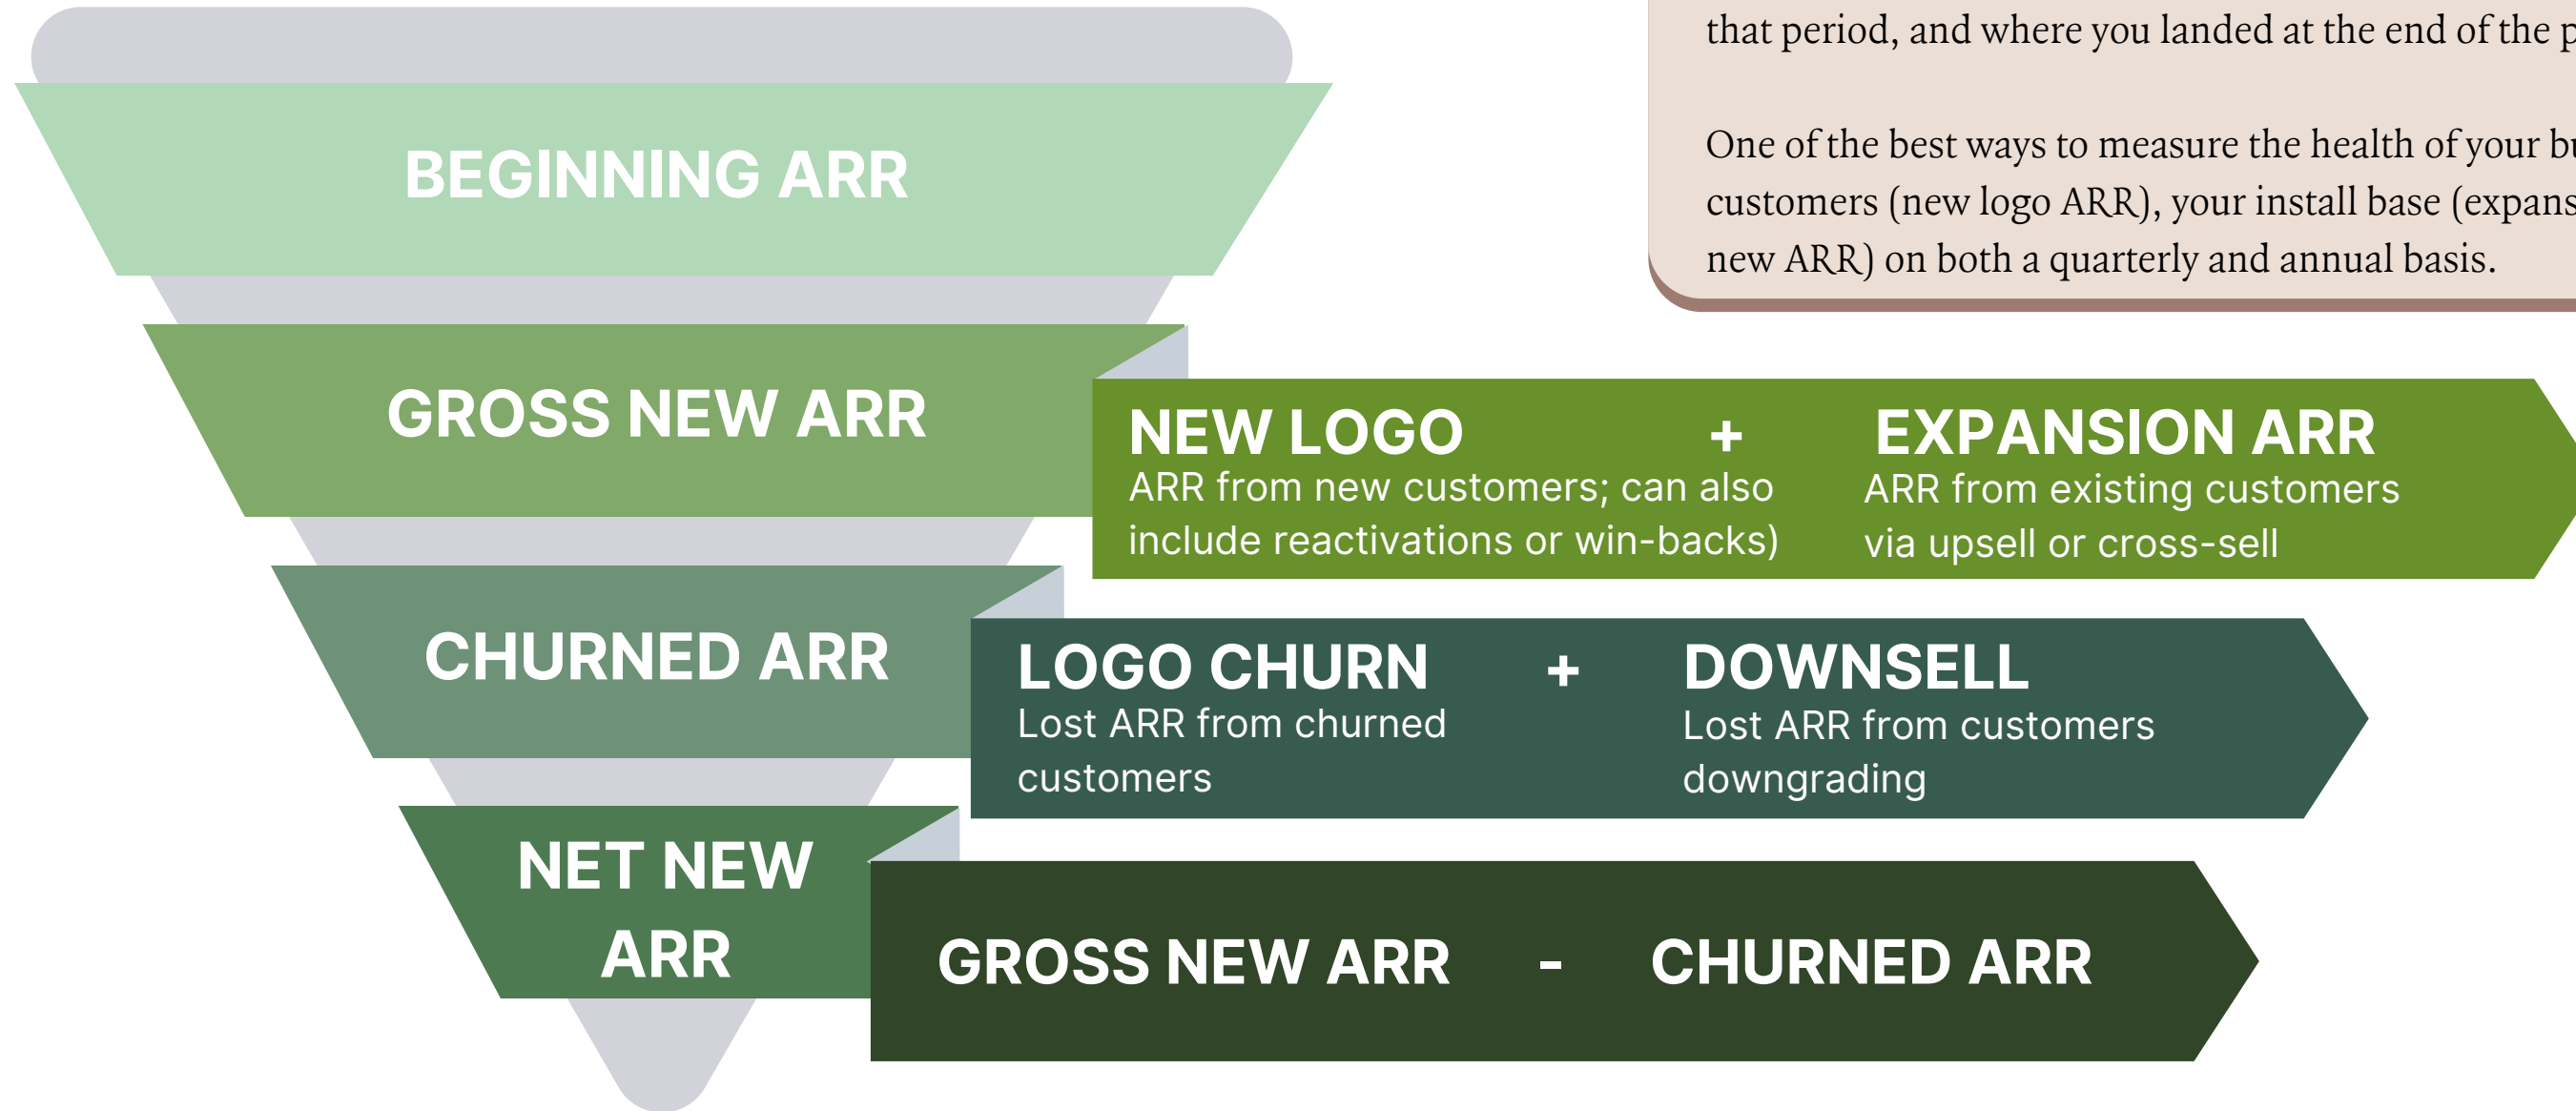 that period, and where you landed at the end of the
One of the best ways to measure the health of your
customers (new logo ARR), your install base
new ARR) on both a quarterly and annual basis.
BEGINNING ARR
GROSS NEW ARR
NEW LOGO + EXPANSION ARR
ARR from new customers; can also
include reactivations or win-backs)
ARR from existing customers
via upsell or cross-sell
CHURNED ARR
LOGO CHURN + DOWNSELL
Lost ARR from churned
customers
Lost ARR from customers
downgrading
NET NEW
ARR
GROSS NEW ARR - CHURNED ARR